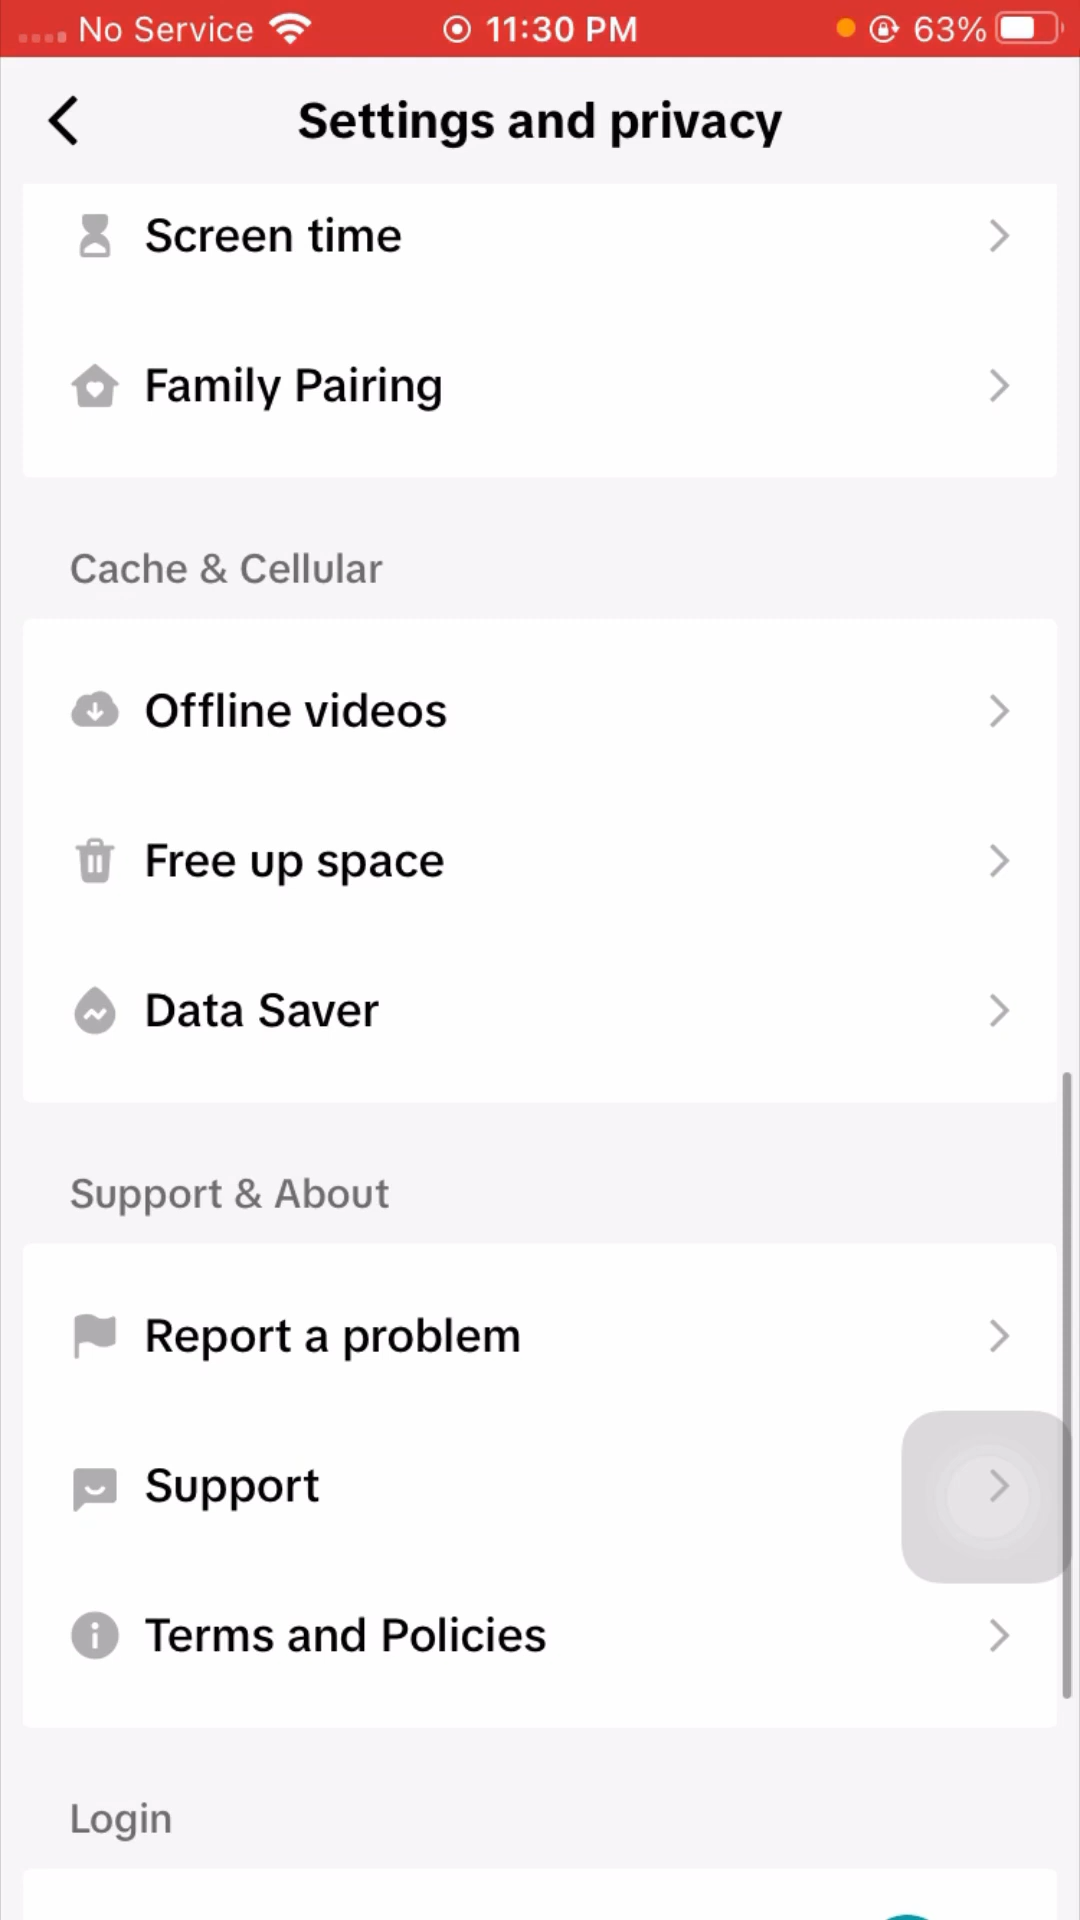 No Service 11:30 PM 63%
Settings and privacy
Screen time
Family Pairing
Cache & Cellular
Offline videos
Free up space
Data Saver
Support & About
Report a problem
Support
Terms and Policies
Login